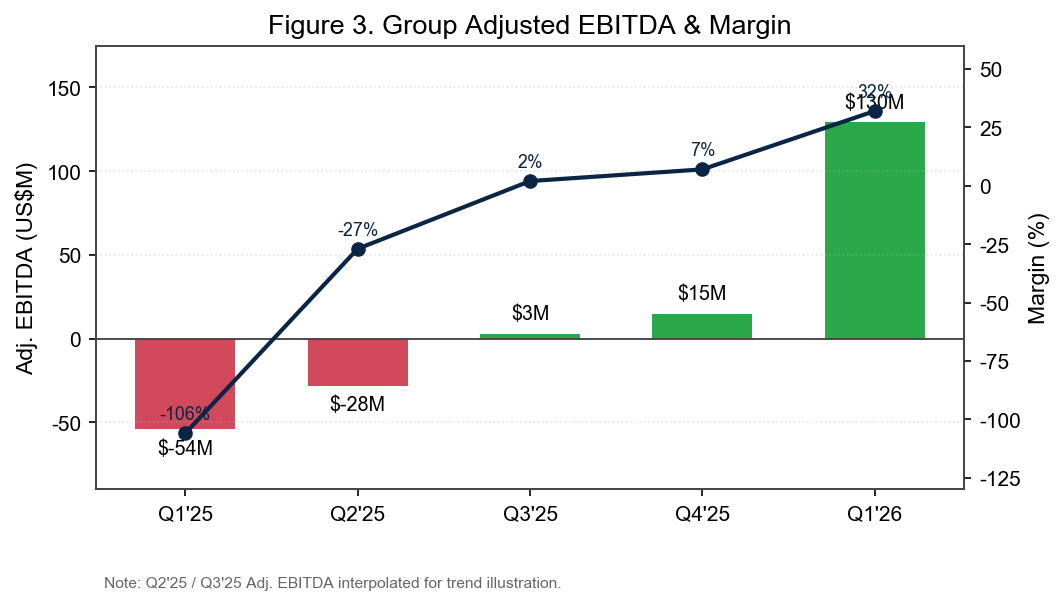 Figure 3. Group Adjusted EBITDA & Margin
Adj. EBITDA (US$M)
150
100
50
0
-50
50
25
0
-25
-50
-75
-100
-125
Margin (%)
-106%
$-54M
-27%
$-28M
2%
$3M
7%
$15M
32%
$130M
Q1'25
Q2'25
Q3'25
Q4'25
Q1'26
Note: Q2'25 / Q3'25 Adj. EBITDA interpolated for trend illustration.